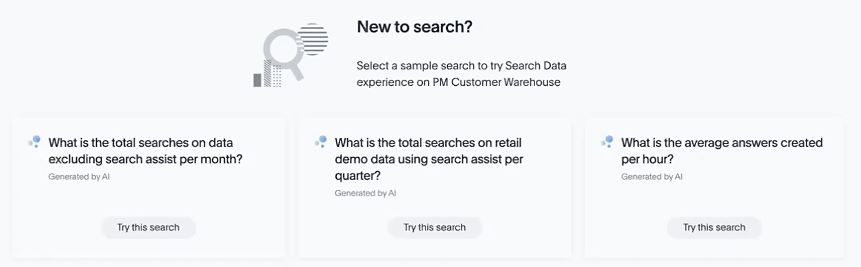 New to search?
Select a sample search to try Search Data
experience on PM Customer Warehouse
What is the total searches on data
excluding search assist per month?
Generated by AI
Try this search
What is the total searches on retail
demo data using search assist per
quarter?
Generated by AI
Try this search
What is the average answers created
per hour?
Generated by AI
Try this search